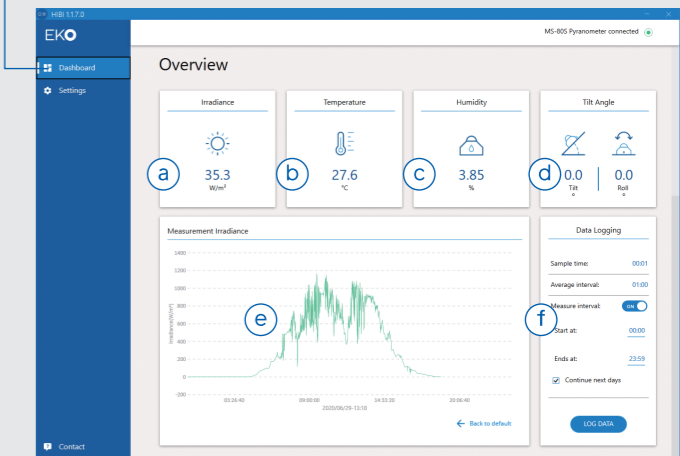 HIBI 1.1.7.0
EKO
MS-80S Pyranometer connected
Dashboard
Settings
Contact
Overview
Irradiance
a
35.3
W/m²
Temperature
b
27.6
°C
Humidity
c
3.85
%
Tilt Angle
d
0.0 0.0
Tilt Roll
° °
Measurement Irradiance
Irradiance(W/m²)
1400
1200
1000
800
600
400
200
0
-200
e
03:26:40 09:00:00 14:33:20 20:06:40
2020/06/29-13:18
Back to default
Data Logging
Sample time: 00:01
Average interval: 01:00
Measure interval: ON
f
Start at: 00:00
Ends at: 23:59
Continue next days
LOG DATA